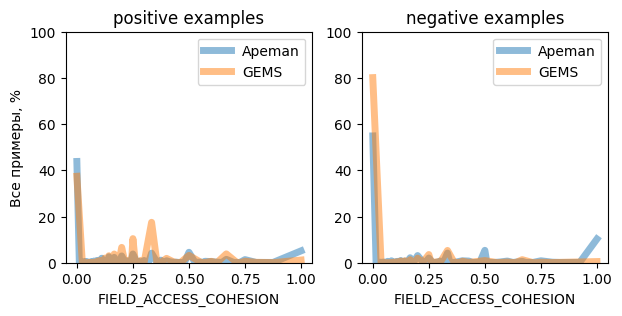 positive examples
negative examples
Все примеры, %
100
80
60
40
20
0
Apeman
GEMS
0.00 0.25 0.50 0.75 1.00
FIELD_ACCESS_COHESION
100
80
60
40
20
0
Apeman
GEMS
0.00 0.25 0.50 0.75 1.00
FIELD_ACCESS_COHESION